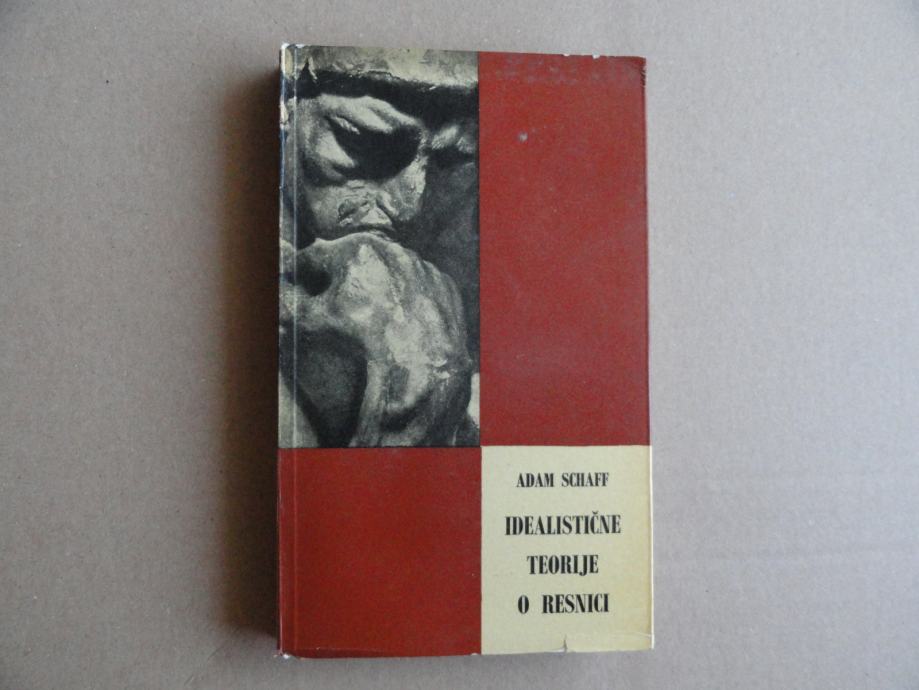 ADAM SCHAFF
IDEALISTIČNE
TEORIJE
O RESNICI